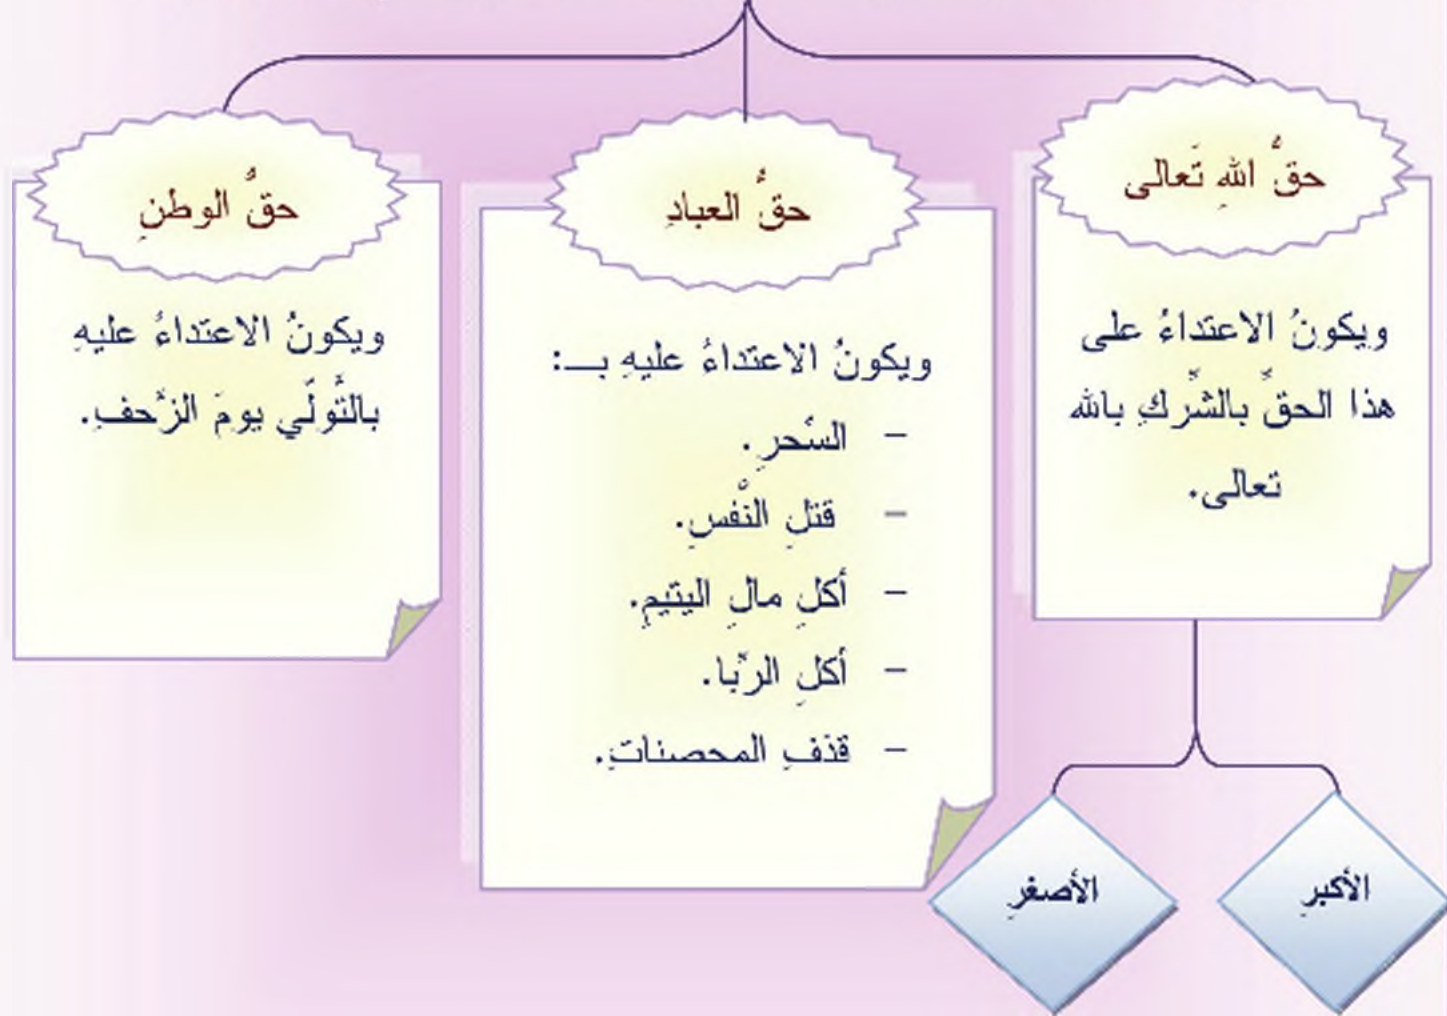 حقُّ اللهِ تَعالى
ويكونُ الاعتداءُ على
هذا الحقِّ بالشِّركِ بالله
تعالى.
الأكبرِ
الأصغرِ
حقُّ العبادِ
ويكونُ الاعتداءُ عليهِ بـــ:
- السِّحرِ.
- قتلِ النَّفسِ.
- أكلِ مالِ اليتيمِ.
- أكلِ الرِّبا.
- قذفِ المحصناتِ.
حقُّ الوطنِ
ويكونُ الاعتداءُ عليهِ
بالتَّولّي يومَ الزَّحفِ.